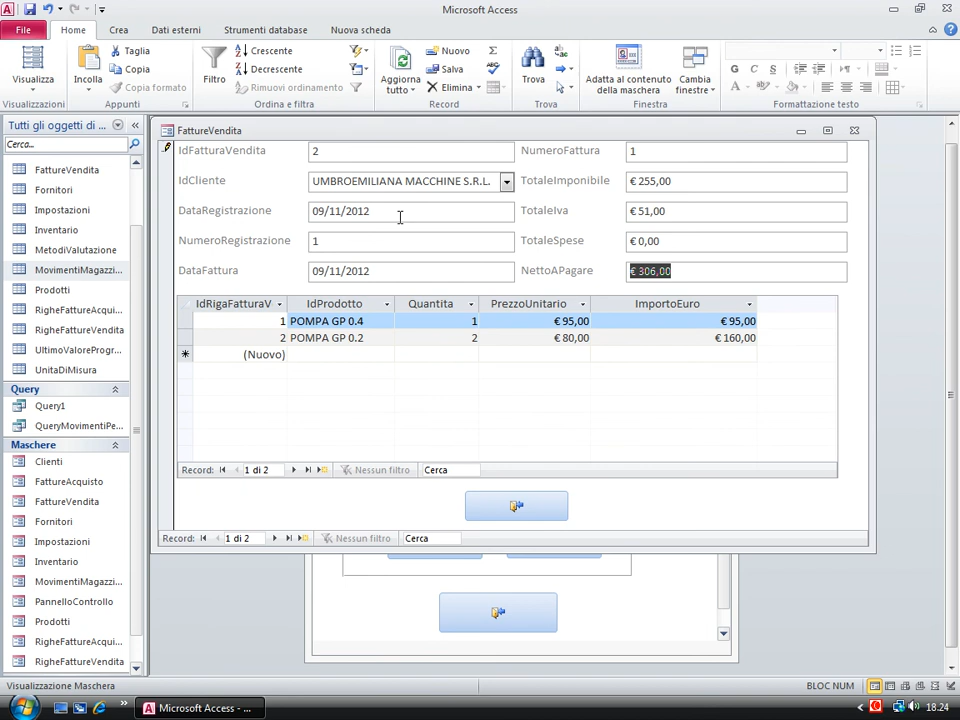 Microsoft Access
File Home Crea Dati esterni Strumenti database Nuova scheda
Visualizza
Visualizzazioni
Incolla
Taglia
Copia
Copia formato
Appunti
Filtro
Crescente
Decrescente
Rimuovi ordinamento
Ordina e filtra
Aggiorna
tutto
Nuovo
Salva
Elimina
Record
Trova
Trova
Adatta al contenuto
della maschera
Cambia
finestre
Finestra
G C S
A
Formattazione testo
Tutti gli oggetti di ...
Cerca...
FattureVendita
Fornitori
Impostazioni
Inventario
MetodiValutazione
MovimentiMagazzi...
Prodotti
RigheFattureAcqui...
RigheFattureVendita
UltimoValoreProgr...
UnitaDiMisura
Query
Query1
QueryMovimentiPe...
Maschere
Clienti
FattureAcquisto
FattureVendita
Fornitori
Impostazioni
Inventario
MovimentiMagazzi...
PannelloControllo
Prodotti
RigheFattureAcqui...
RigheFattureVendita
FattureVendita
IdFatturaVendita 2 NumeroFattura 1
IdCliente UMBROEMILIANA MACCHINE S.R.L. TotaleImponibile € 255,00
DataRegistrazione 09/11/2012 TotaleIva € 51,00
NumeroRegistrazione 1 TotaleSpese € 0,00
DataFattura 09/11/2012 NettoAPagare € 306,00
IdRigaFatturaV IdProdotto Quantita PrezzoUnitario ImportoEuro
1 POMPA GP 0.4 1 € 95,00 € 95,00
2 POMPA GP 0.2 2 € 80,00 € 160,00
(Nuovo)
Record: 1 di 2 Nessun filtro Cerca
Record: 1 di 2 Nessun filtro Cerca
Visualizzazione Maschera BLOC NUM
Microsoft Access 18.24